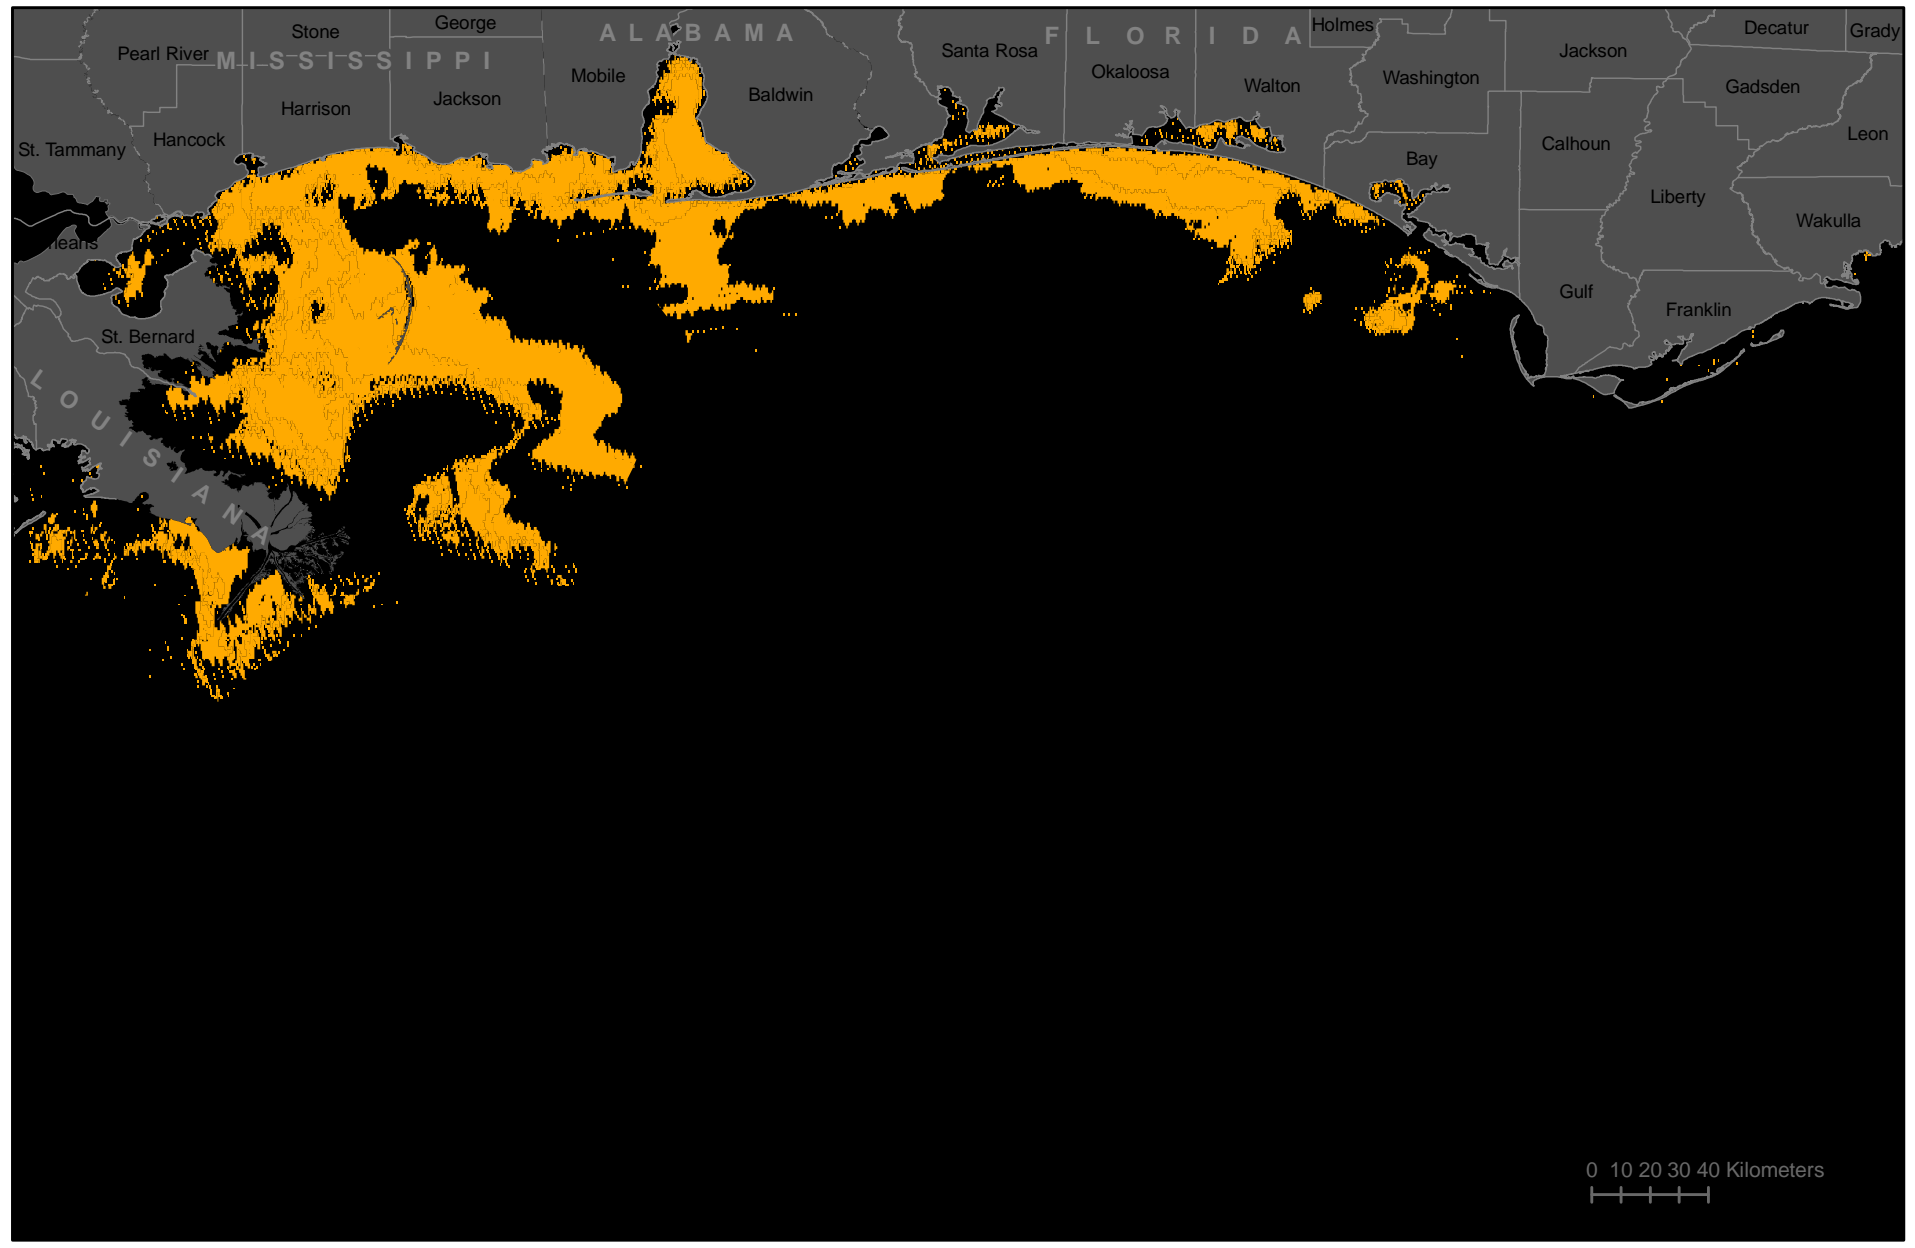 Stone
George
ALABAMA
FLORIDA
Holmes
Decatur
Grady
Pearl River
MISSISSIPPI
Santa Rosa
Jackson
Mobile
Okaloosa
Washington
Walton
Gadsden
Harrison
Jackson
Baldwin
Leon
St. Tammany
Hancock
Calhoun
Bay
Liberty
Wakulla
leans
Gulf
Franklin
St. Bernard
LOUISIANA
0 10 20 30 40 Kilometers